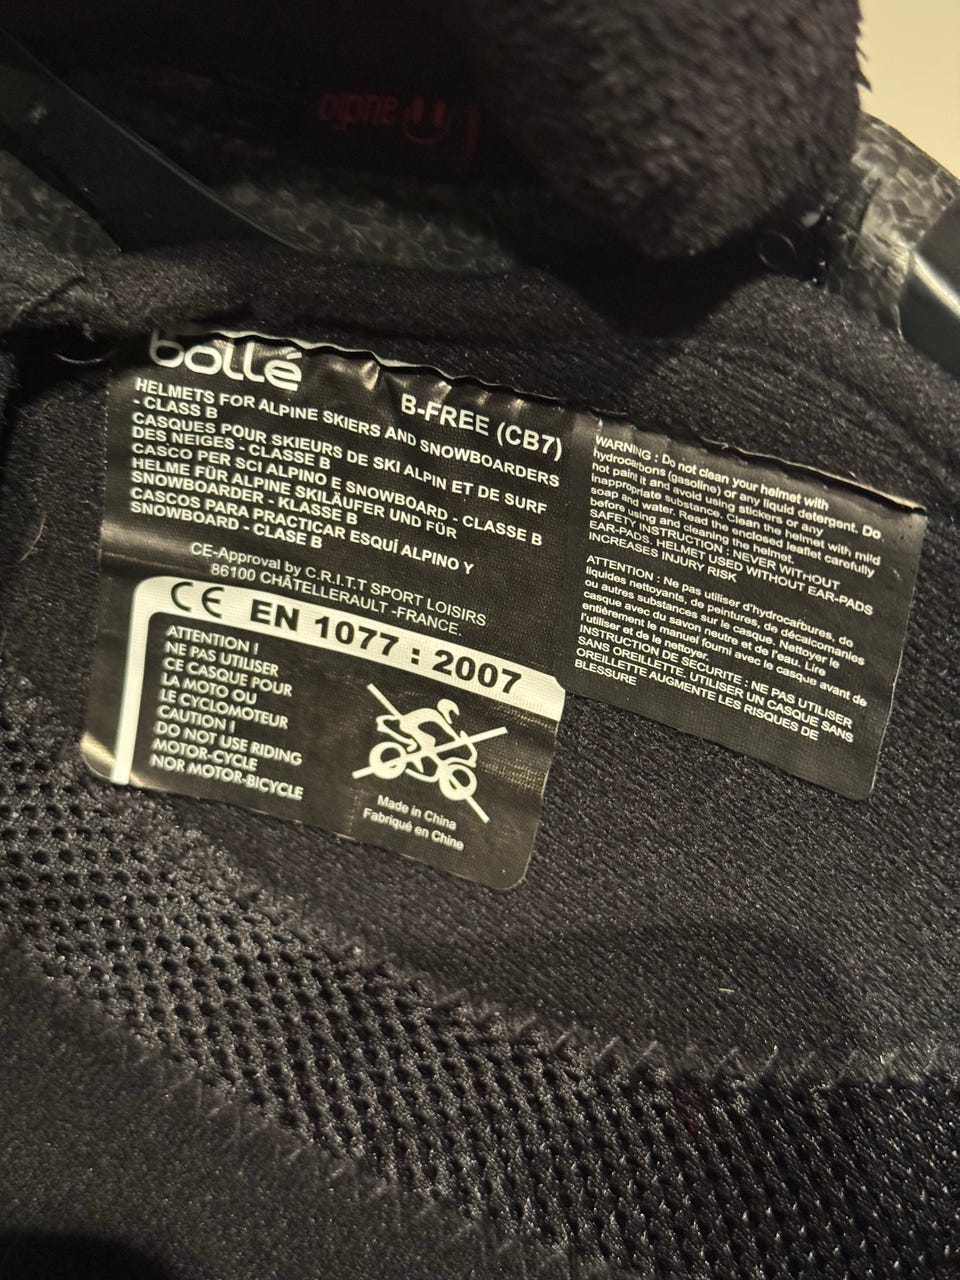 audio
bollé
B-FREE (CB7)
HELMETS FOR ALPINE SKIERS AND SNOWBOARDERS
- CLASS B
CASQUES POUR SKIEURS DE SKI ALPIN ET DE SURF
DES NEIGES - CLASSE B
CASCO PER SCI ALPINO E SNOWBOARD - CLASSE B
HELME FÜR ALPINE SKILÄUFER UND FÜR
SNOWBOARDER - KLASSE B
CASCOS PARA PRACTICAR ESQUÍ ALPINO Y
SNOWBOARD - CLASE B
CE-Approval by C.R.I.T.T SPORT LOISIRS
86100 CHÂTELLERAULT -FRANCE.
CE EN 1077 : 2007
ATTENTION !
NE PAS UTILISER
CE CASQUE POUR
LA MOTO OU
LE CYCLOMOTEUR
CAUTION !
DO NOT USE RIDING
MOTOR-CYCLE
NOR MOTOR-BICYCLE
Made in China
Fabriqué en Chine
WARNING : Do not clean your helmet with
hydrocarbons (gasoline) or any liquid detergent. Do
not paint it and avoid using stickers or any
inappropriate substance. Clean the helmet with mild
soap and water. Read the enclosed leaflet carefully
before using and cleaning the helmet.
SAFETY INSTRUCTION : NEVER WITHOUT
EAR-PADS. HELMET USED WITHOUT EAR-PADS
INCREASES INJURY RISK
ATTENTION : Ne pas utiliser d'hydrocarbures, de
liquides nettoyants, de peintures, de décalcomanies
ou autres substances sur le casque. Nettoyer le
casque avec du savon neutre et de l'eau. Lire
entièrement le manuel fourni avec le casque avant de
l'utiliser et de le nettoyer.
INSTRUCTION DE SECURITE : NE PAS UTILISER
SANS OREILLETTE. UTILISER UN CASQUE SANS
OREILLETTE AUGMENTE LES RISQUES DE
BLESSURE